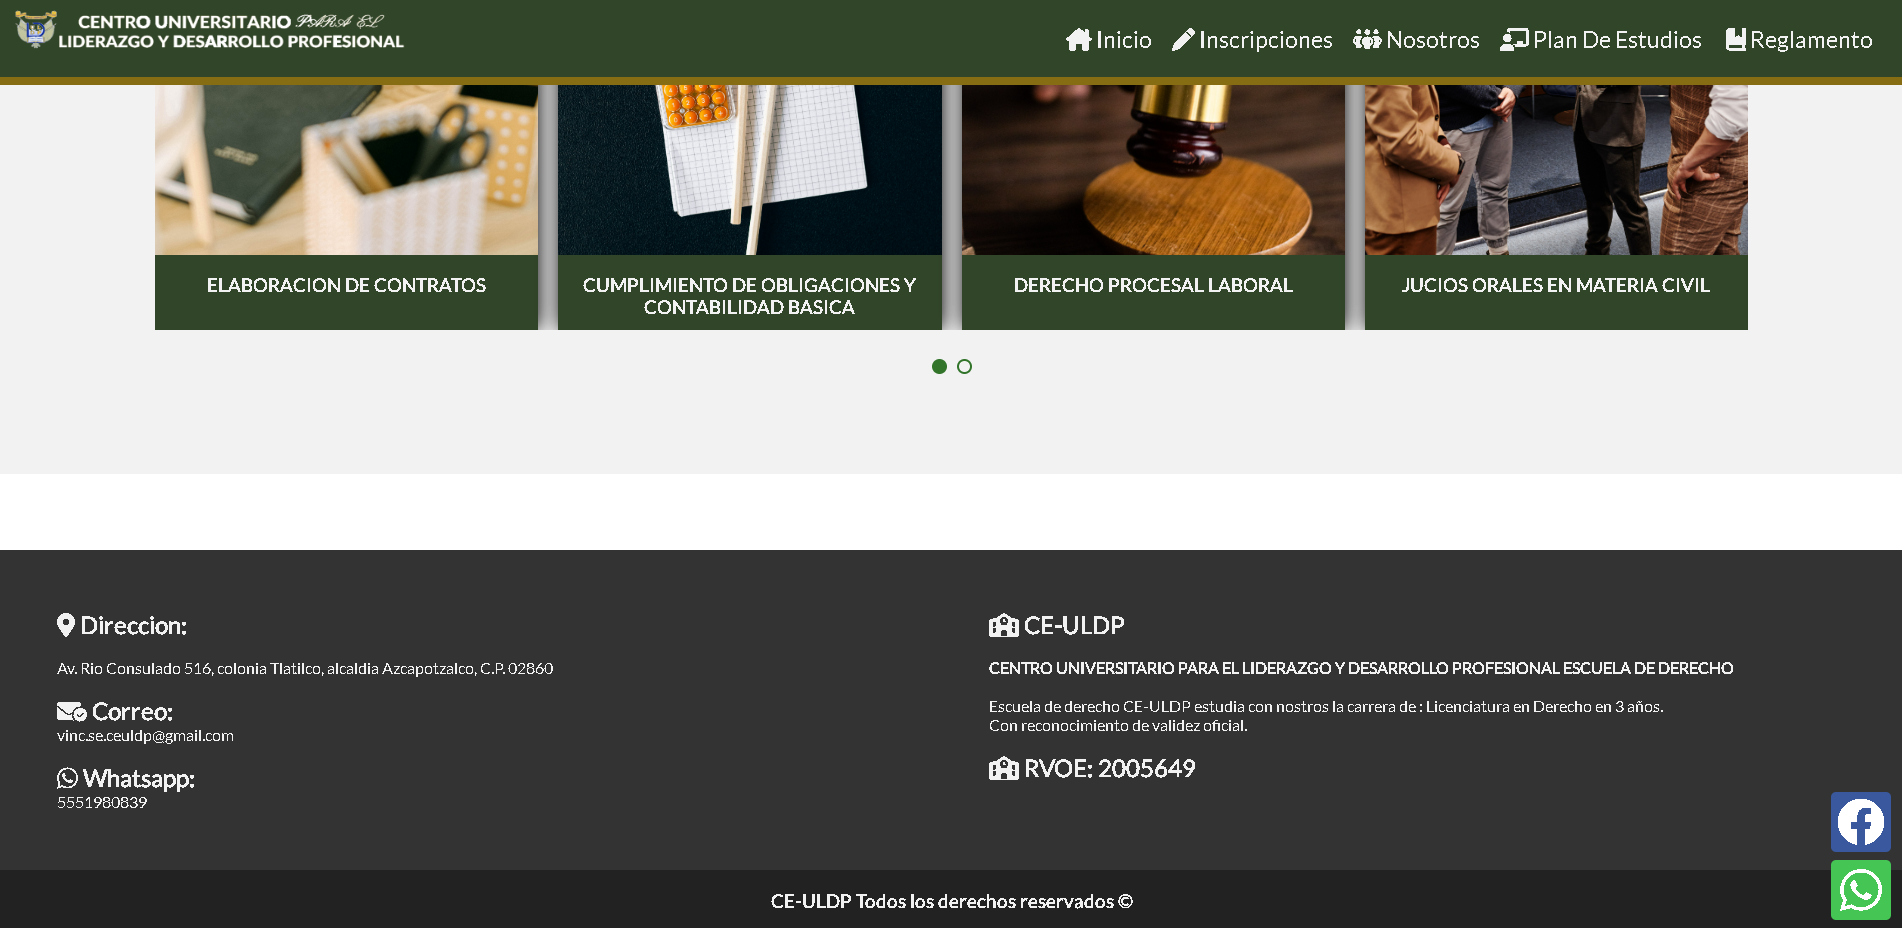 CENTRO UNIVERSITARIO PARA EL
LIDERAZGO Y DESARROLLO PROFESIONAL
Inicio
Inscripciones
Nosotros
Plan De Estudios
Reglamento
ELABORACION DE CONTRATOS
CUMPLIMIENTO DE OBLIGACIONES Y
CONTABILIDAD BASICA
DERECHO PROCESAL LABORAL
JUCIOS ORALES EN MATERIA CIVIL
Direccion:
Av. Rio Consulado 516, colonia Tlatilco, alcaldia Azcapotzalco, C.P. 02860
Correo:
vinc.se.ceuldp@gmail.com
Whatsapp:
5551980839
CE-ULDP
CENTRO UNIVERSITARIO PARA EL LIDERAZGO Y DESARROLLO PROFESIONAL ESCUELA DE DERECHO
Escuela de derecho CE-ULDP estudia con nostros la carrera de : Licenciatura en Derecho en 3 años.
Con reconocimiento de validez oficial.
RVOE: 2005649
CE-ULDP Todos los derechos reservados ©